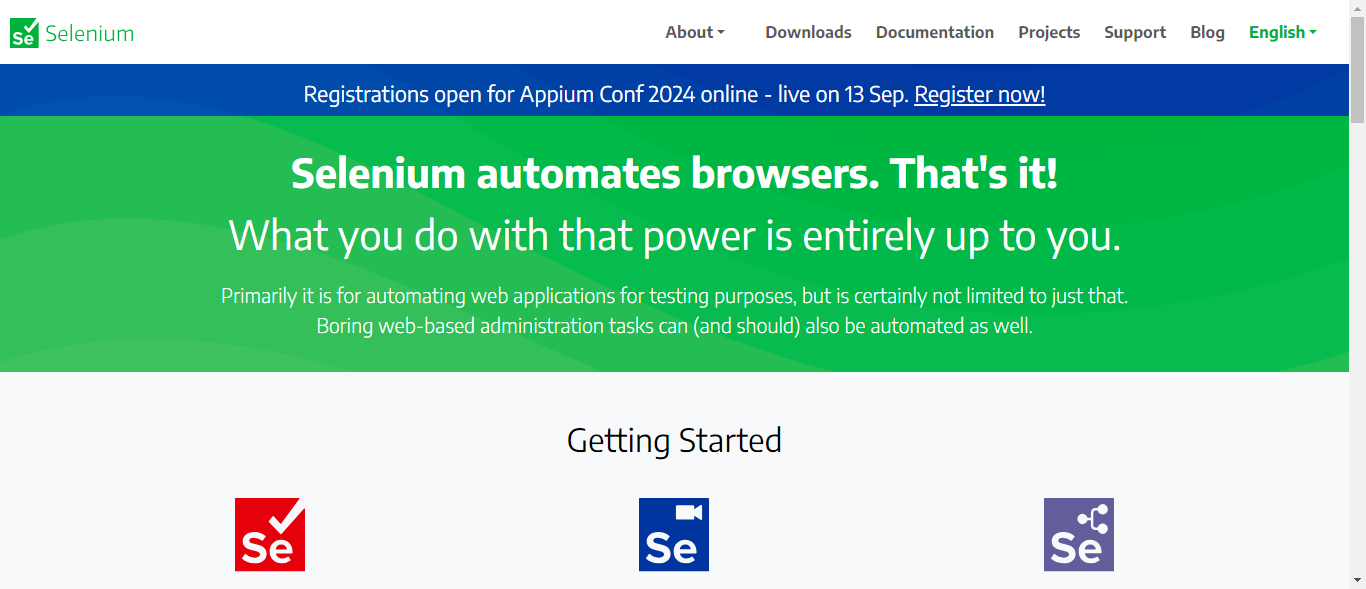 Se Selenium
About Downloads Documentation Projects Support Blog English
Registrations open for Appium Conf 2024 online - live on 13 Sep. Register now!
Selenium automates browsers. That's it!
What you do with that power is entirely up to you.
Primarily it is for automating web applications for testing purposes, but is certainly not limited to just that.
Boring web-based administration tasks can (and should) also be automated as well.
Getting Started
Se
Se
Se